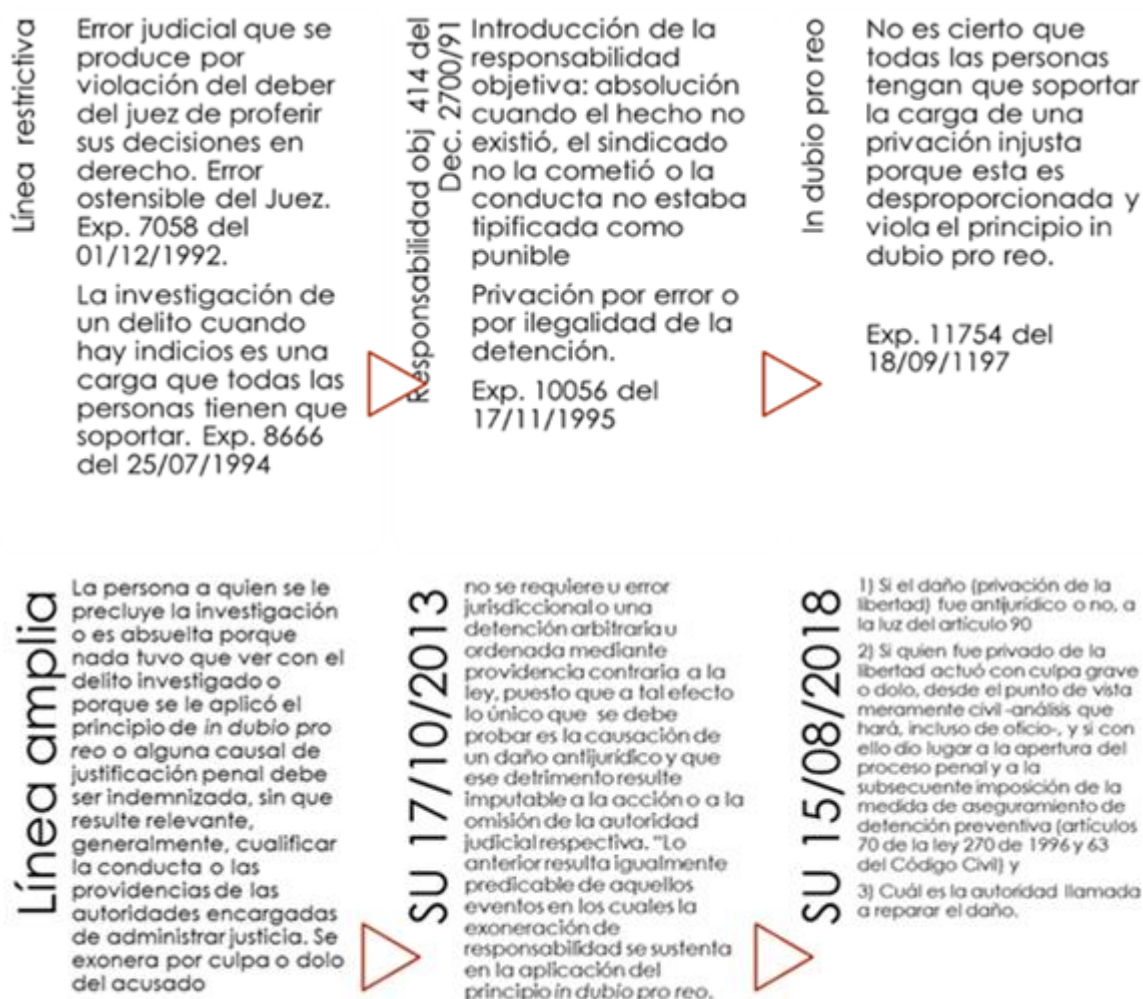 Línea restrictiva
Error judicial que se
produce por
violación del deber
del juez de proferir
sus decisiones en
derecho. Error
ostensible del Juez.
Exp. 7058 del
01/12/1992.
La investigación de
un delito cuando
hay indicios es una
carga que todas las
personas tienen que
soportar. Exp. 8666
del 25/07/1994
Responsabilidad obj 414 del
Dec. 2700/91
Introducción de la
responsabilidad
objetiva: absolución
cuando el hecho no
existió, el sindicado
no la cometió o la
conducta no estaba
tipificada como
punible
Privación por error o
por ilegalidad de la
detención.
Exp. 10056 del
17/11/1995
In dubio pro reo
No es cierto que
todas las personas
tengan que soportar
la carga de una
privación injusta
porque esta es
desproporcionada y
viola el principio in
dubio pro reo.
Exp. 11754 del
18/09/1197
Línea amplia
La persona a quien se le
precluye la investigación
o es absuelta porque
nada tuvo que ver con el
delito investigado o
porque se le aplicó el
principio de in dubio pro
reo o alguna causal de
justificación penal debe
ser indemnizada, sin que
resulte relevante,
generalmente, cualificar
la conducta o las
providencias de las
autoridades encargadas
de administrar justicia. Se
exonera por culpa o dolo
del acusado
SU 17/10/2013
no se requiere u error
jurisdiccional o una
detención arbitraria u
ordenada mediante
providencia contraria a la
ley, puesto que a tal efecto
lo único que se debe
probar es la causación de
un daño antijurídico y que
ese detrimento resulte
imputable a la acción o a la
omisión de la autoridad
judicial respectiva. "Lo
anterior resulta igualmente
predicable de aquellos
eventos en los cuales la
exoneración de
responsabilidad se sustenta
en la aplicación del
principio in dubio pro reo.
SU 15/08/2018
1) Si el daño (privación de la
libertad) fue antijurídico o no, a
la luz del artículo 90
2) Si quien fue privado de la
libertad actuó con culpa grave
o dolo, desde el punto de vista
meramente civil -análisis que
hará, incluso de oficio-, y si con
ello dio lugar a la apertura del
proceso penal y a la
subsecuente imposición de la
medida de aseguramiento de
detención preventiva (artículos
70 de la ley 270 de 1996 y 63
del Código Civil) y
3) Cuál es la autoridad llamada
a reparar el daño.